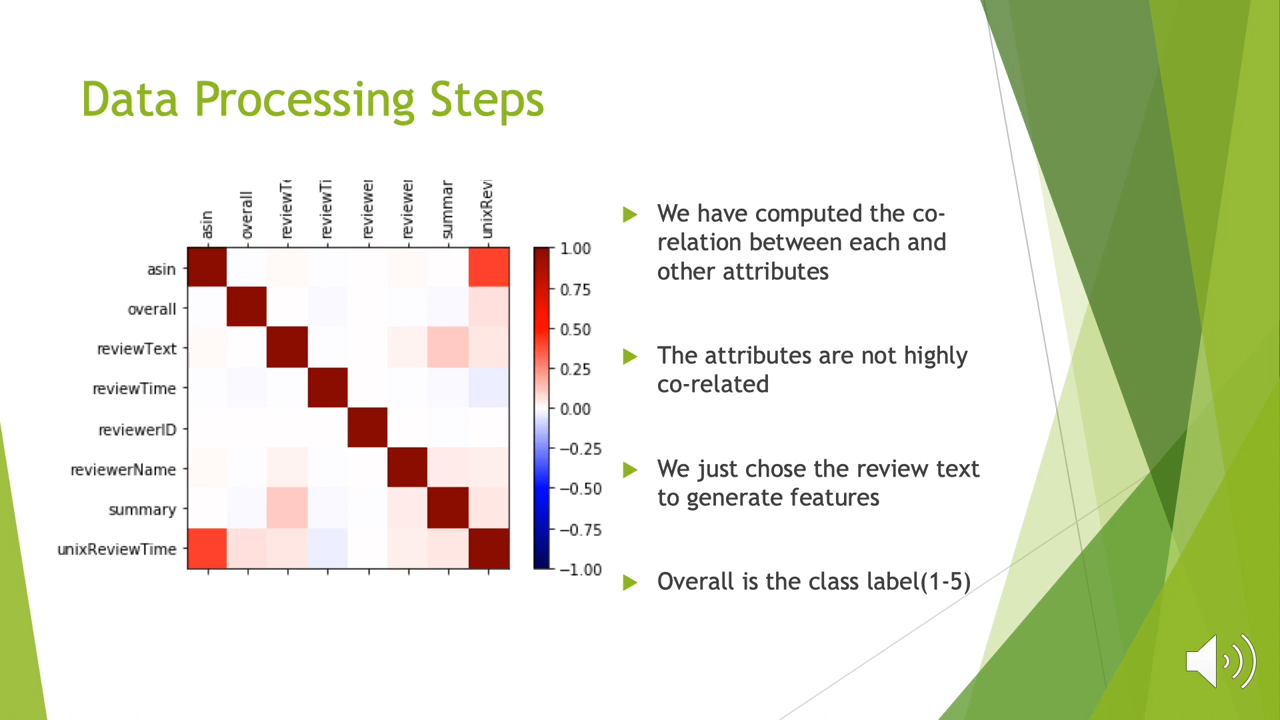 Data Processing Steps
asin
overall
reviewTe
reviewTi
reviewer
reviewer
summar
unixRevi
asin
overall
reviewText
reviewTime
reviewerID
reviewerName
summary
unixReviewTime
1.00
0.75
0.50
0.25
0.00
−0.25
−0.50
−0.75
−1.00
We have computed the co-
relation between each and
other attributes
The attributes are not highly
co-related
We just chose the review text
to generate features
Overall is the class label(1-5)